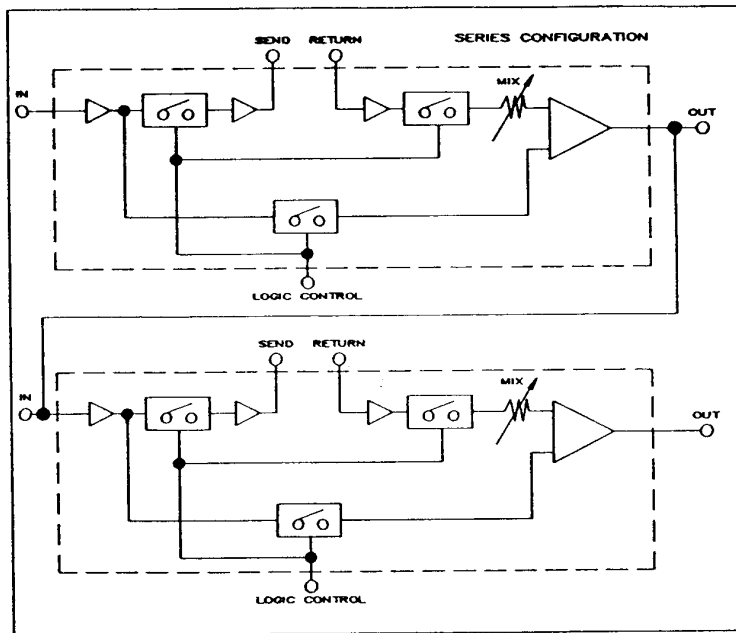 SEND RETURN SERIES CONFIGURATION
MIX
IN
OUT
LOGIC CONTROL
SEND RETURN
MIX
IN
OUT
LOGIC CONTROL